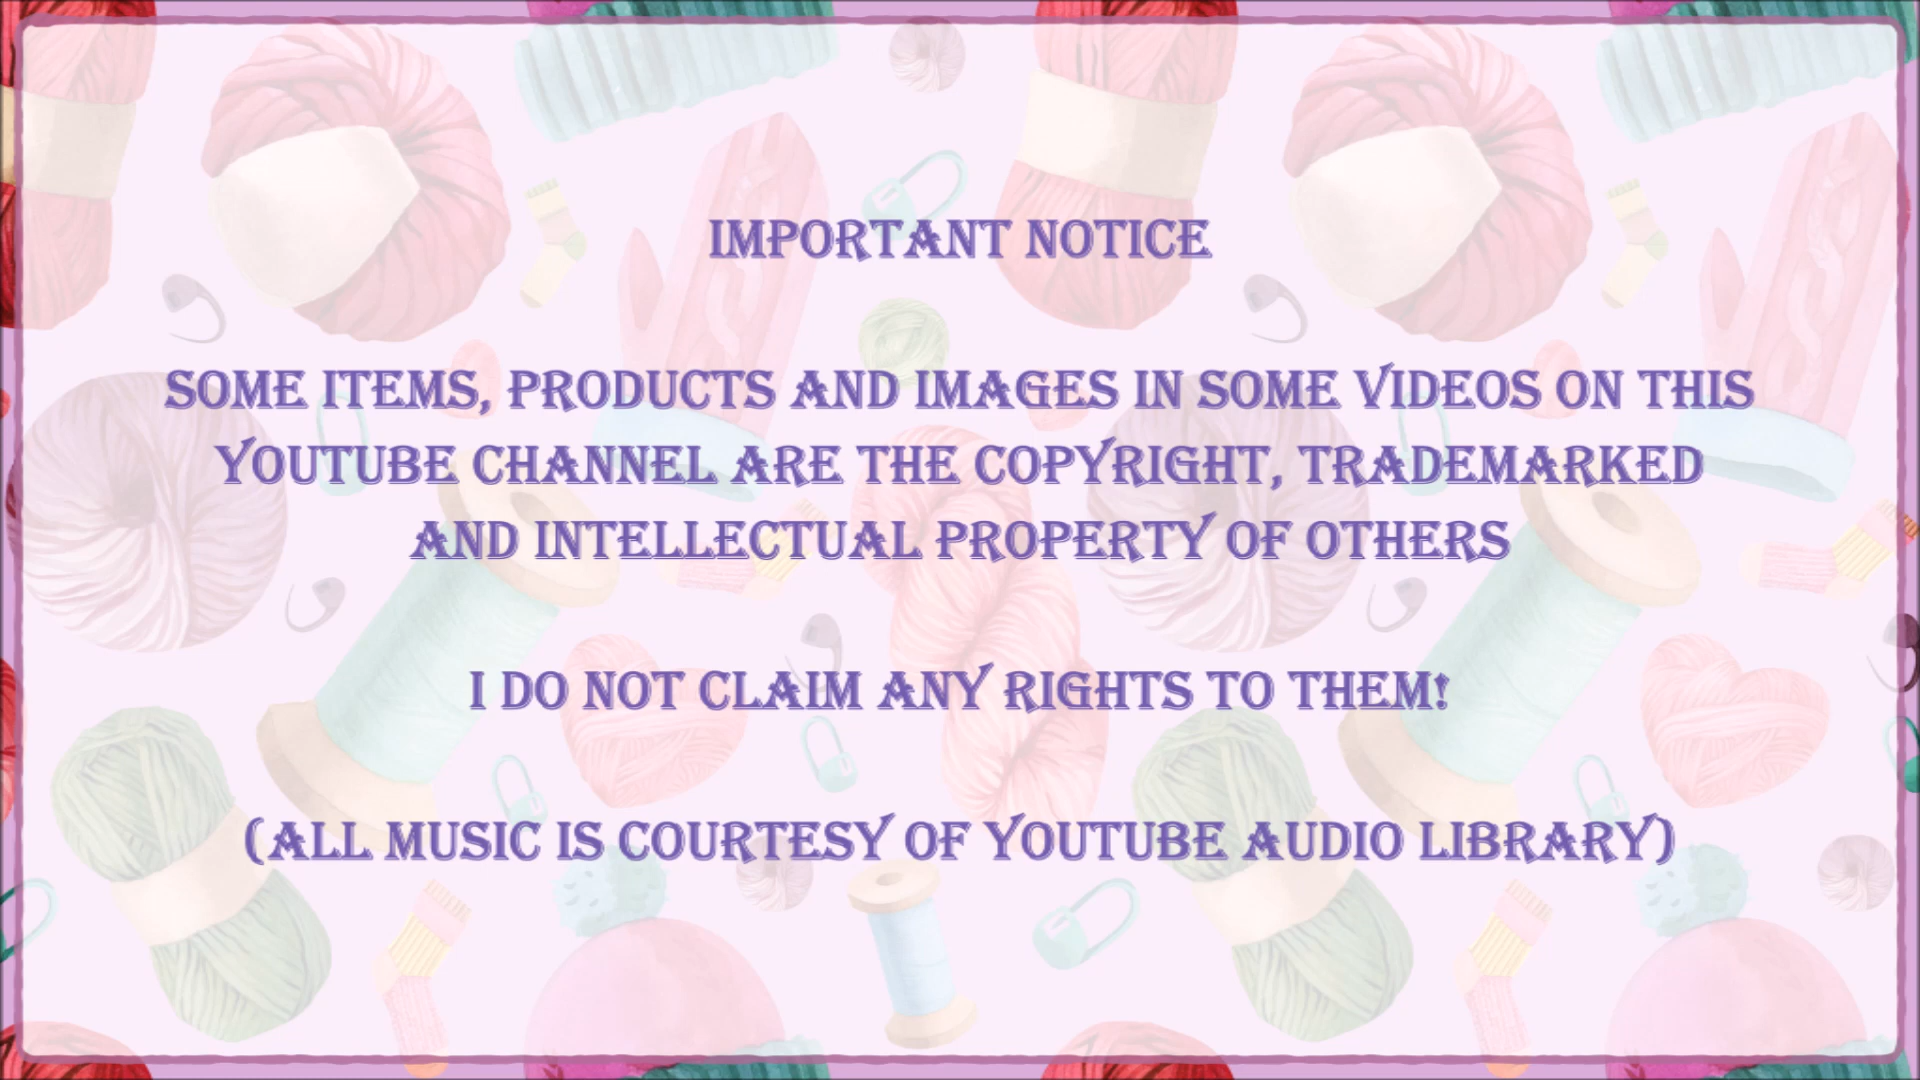 IMPORTANT NOTICE
SOME ITEMS, PRODUCTS AND IMAGES IN SOME VIDEOS ON THIS
YOUTUBE CHANNEL ARE THE COPYRIGHT, TRADEMARKED
AND INTELLECTUAL PROPERTY OF OTHERS
I DO NOT CLAIM ANY RIGHTS TO THEM!
(ALL MUSIC IS COURTESY OF YOUTUBE AUDIO LIBRARY)